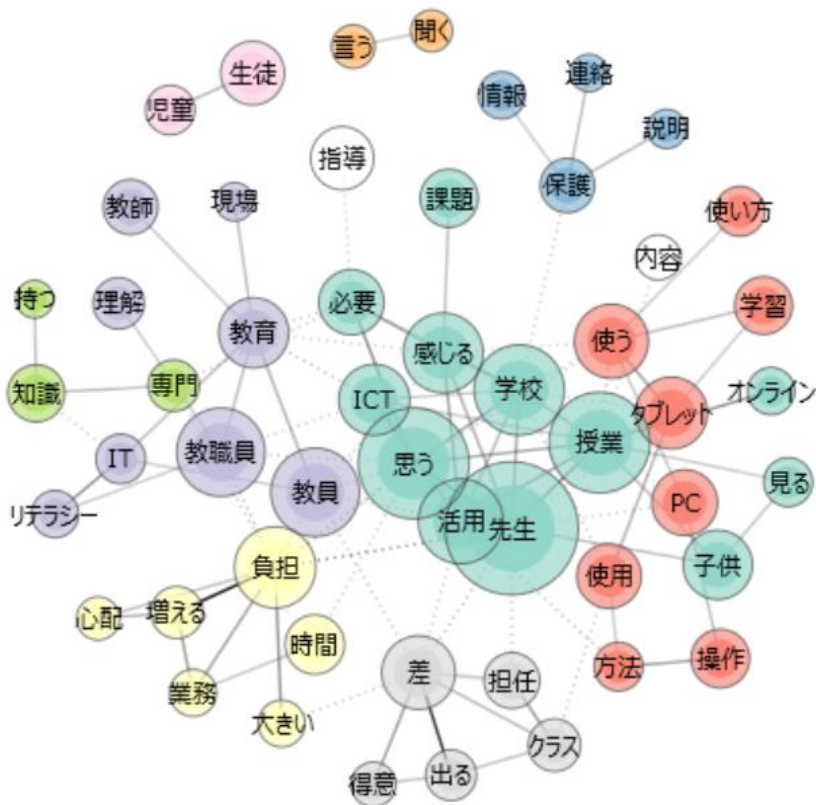 言う
聞く
生徒
児童
情報
連絡
説明
保護
指導
課題
教師
現場
使い方
内容
持つ
理解
教育
必要
感じる
使う
学習
知識
専門
ICT
学校
オンライン
タブレット
教職員
思う
授業
IT
教員
活用
先生
PC
見る
リテラシー
負担
使用
子供
心配
増える
時間
業務
大きい
差
担任
方法
操作
クラス
得意
出る